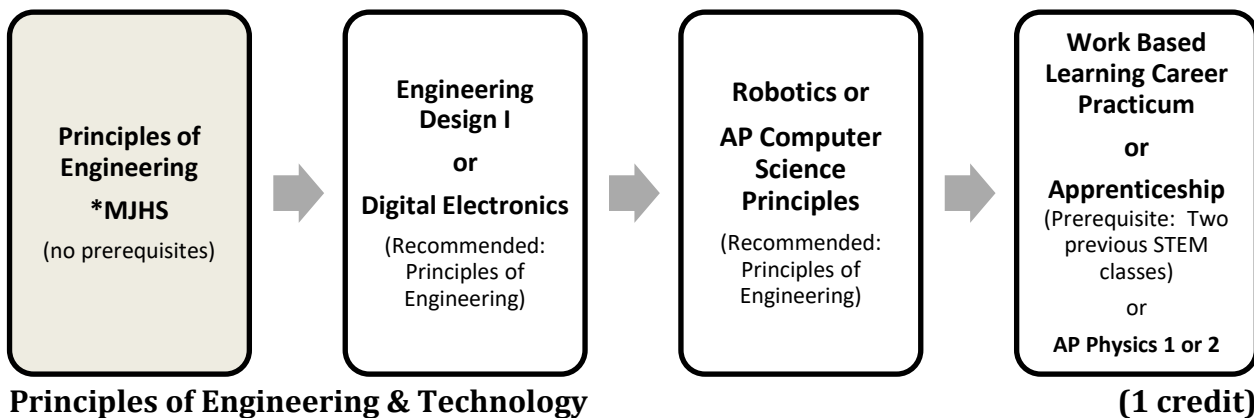 Principles of
Engineering
*MJHS
(no prerequisites)
Engineering
Design I
or
Digital Electronics
(Recommended:
Principles of
Engineering)
Robotics or
AP Computer
Science
Principles
(Recommended:
Principles of
Engineering)
Work Based
Learning Career
Practicum
or
Apprenticeship
(Prerequisite: Two
previous STEM
classes)
or
AP Physics 1 or 2
Principles of Engineering & Technology (1 credit)